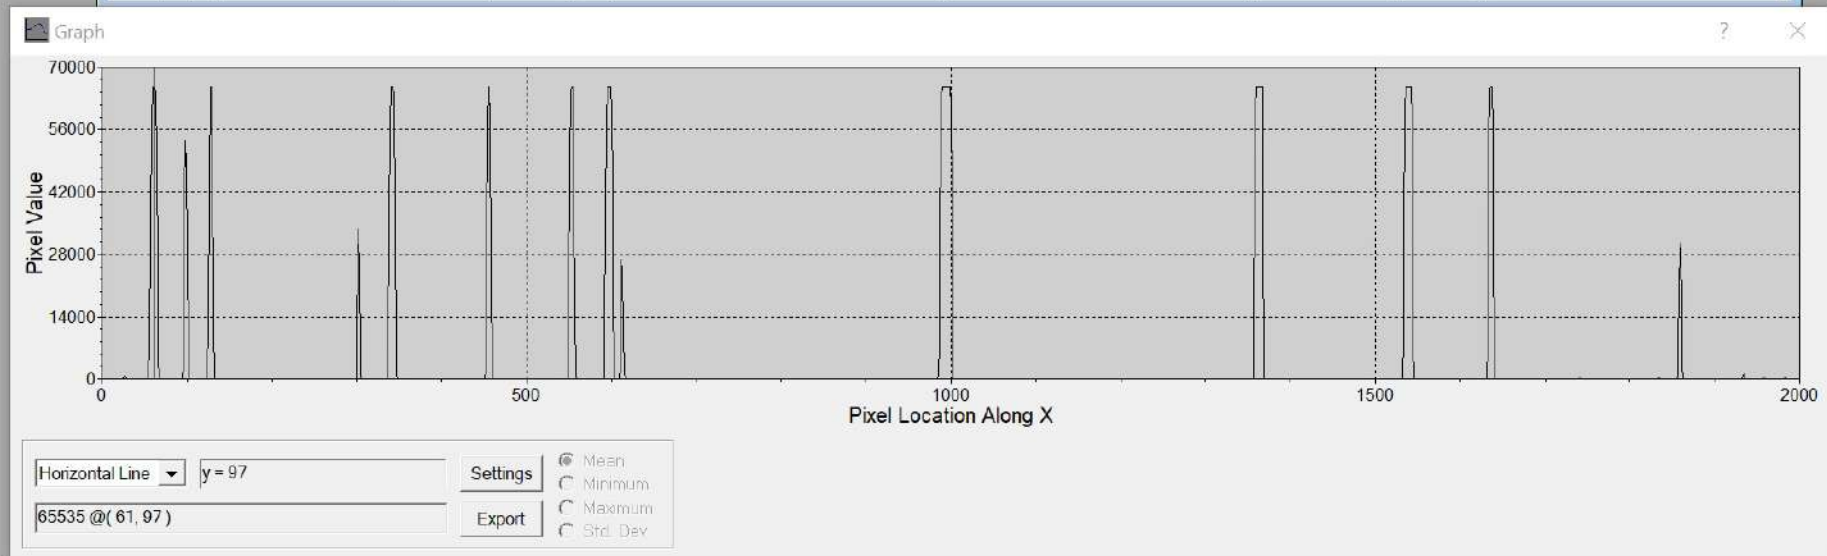 Graph
?
70000
56000
42000
28000
14000
0
Pixel Value
0 500 1000 1500 2000
Pixel Location Along X
Horizontal Line y = 97 Settings
65535 @( 61, 97 ) Export
Mean
Minimum
Maximum
Std. Dev